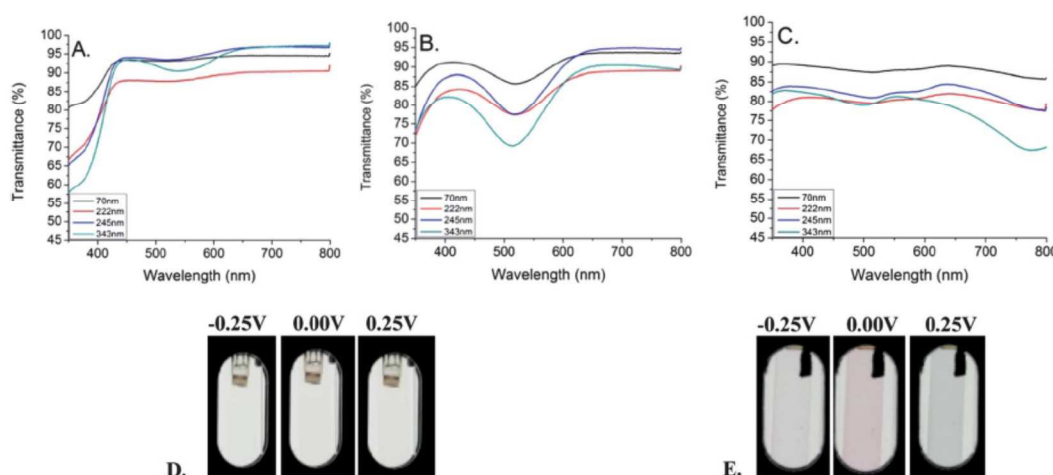 A.
100
95
90
85
80
75
70
65
60
55
50
45
Transmittance (%)
70nm
222nm
245nm
343nm
400 500 600 700 800
Wavelength (nm)
B.
100
95
90
85
80
75
70
65
60
55
50
45
Transmittance (%)
70nm
222nm
245nm
343nm
400 500 600 700 800
Wavelength (nm)
C.
100
95
90
85
80
75
70
65
60
55
50
45
Transmittance (%)
70nm
222nm
245nm
343nm
400 500 600 700 800
Wavelength (nm)
-0.25V 0.00V 0.25V
D.
-0.25V 0.00V 0.25V
E.